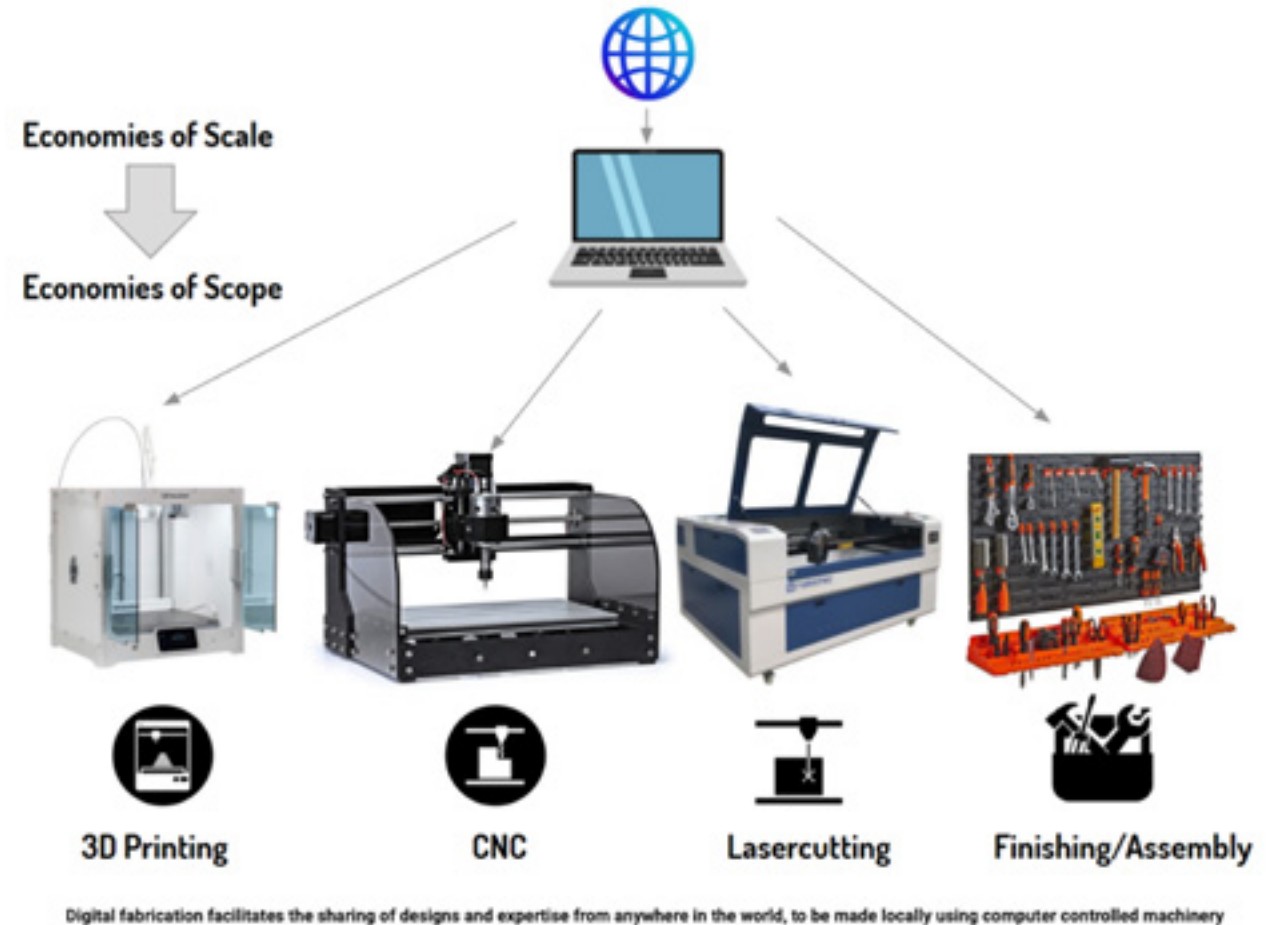 Economies of Scale
Economies of Scope
3D Printing
CNC
Lasercutting
Finishing/Assembly
Digital fabrication facilitates the sharing of designs and expertise from anywhere in the world, to be made locally using computer controlled machinery